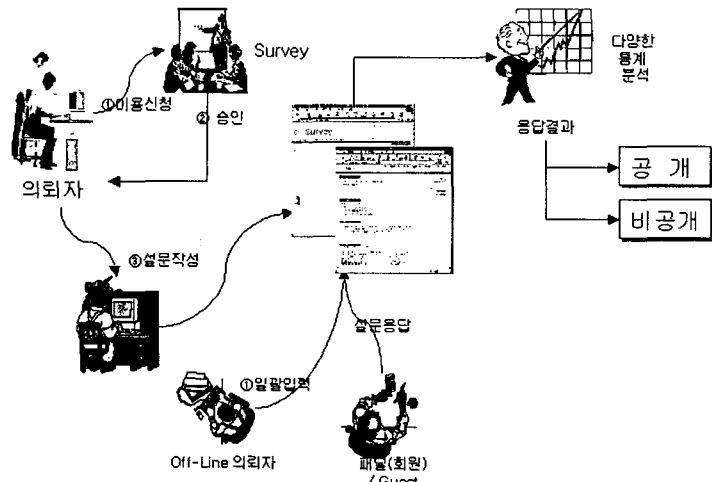 Survey
①이용신청
② 승인
의뢰자
③설문작성
Survey
다양한
통계
분석
응답결과
공 개
비공개
설문응답
①일괄입력
Off-Line 의뢰자
패널(회원)
/ Guest